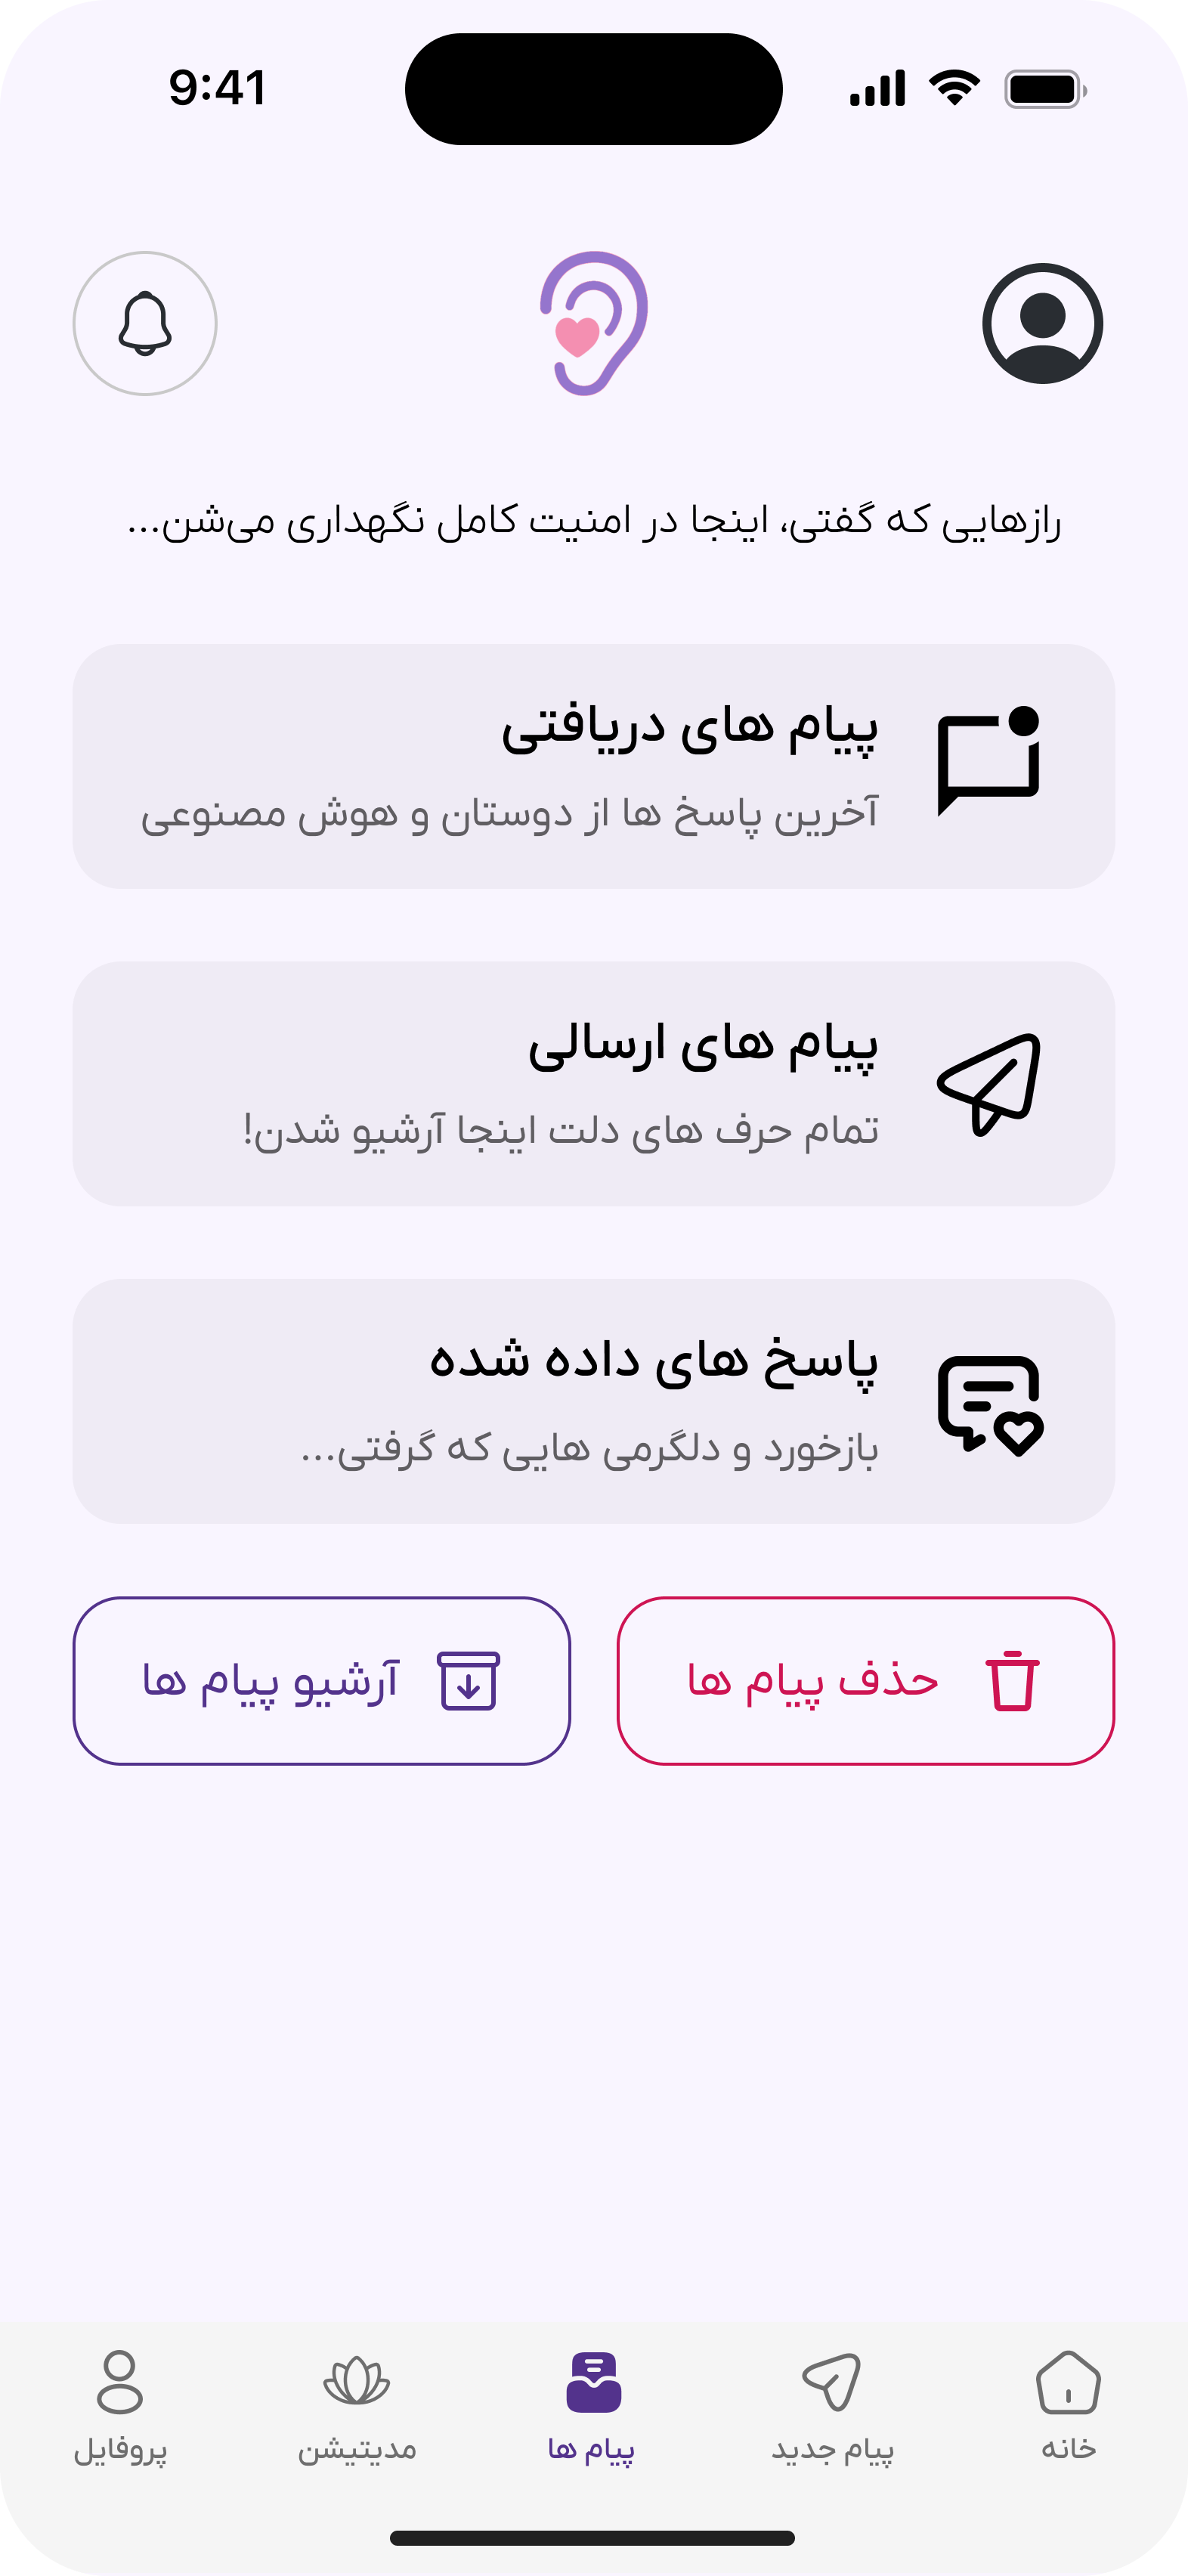 9:41
رازهایی که گفتی، اینجا در امنیت کامل نگهداری می‌شن...
پیام های دریافتی
آخرین پاسخ ها از دوستان و هوش مصنوعی
پیام های ارسالی
تمام حرف های دلت اینجا آرشیو شدن!
پاسخ های داده شده
بازخورد و دلگرمی هایی که گرفتی...
حذف پیام ها
آرشیو پیام ها
خانه
پیام جدید
پیام ها
مدیتیشن
پروفایل